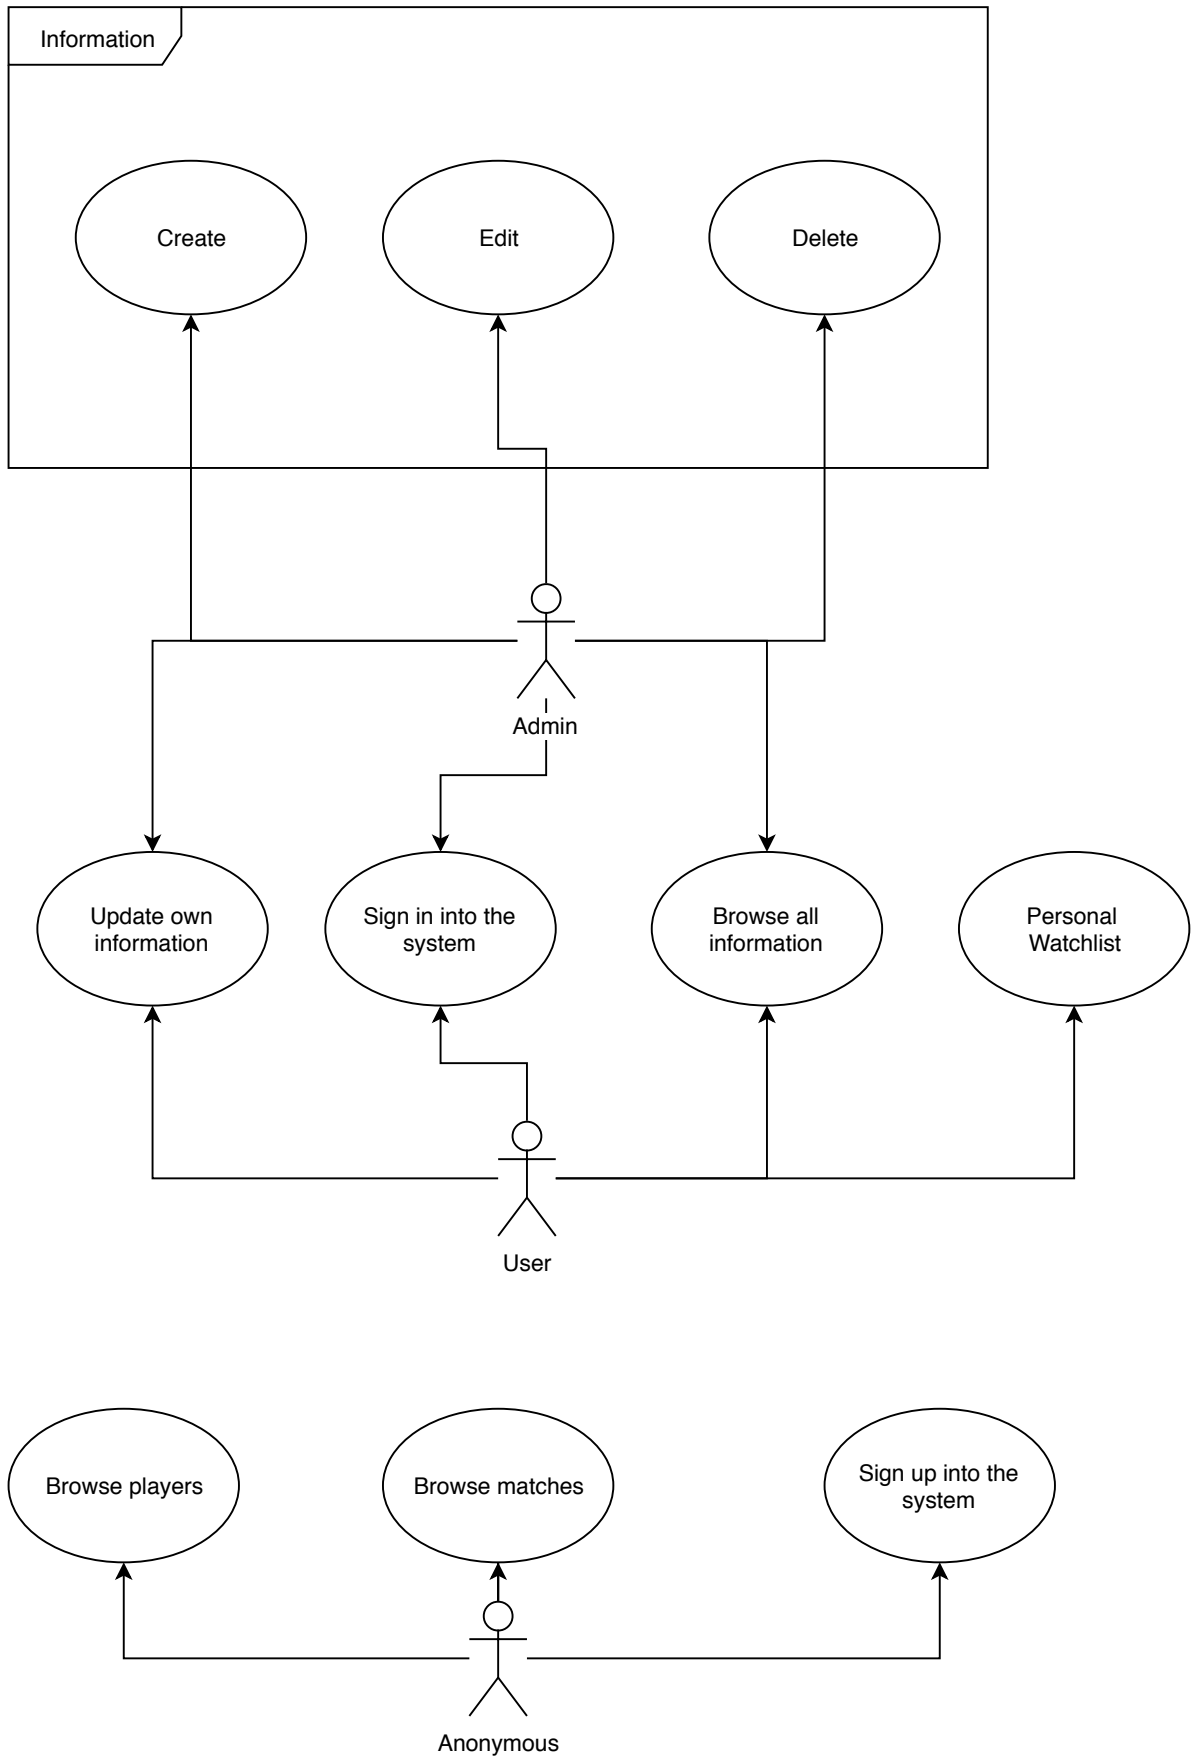 Information
Create
Edit
Delete
Admin
Update own
information
Sign in into the
system
Browse all
information
Personal
Watchlist
User
Browse players
Browse matches
Sign up into the
system
Anonymous